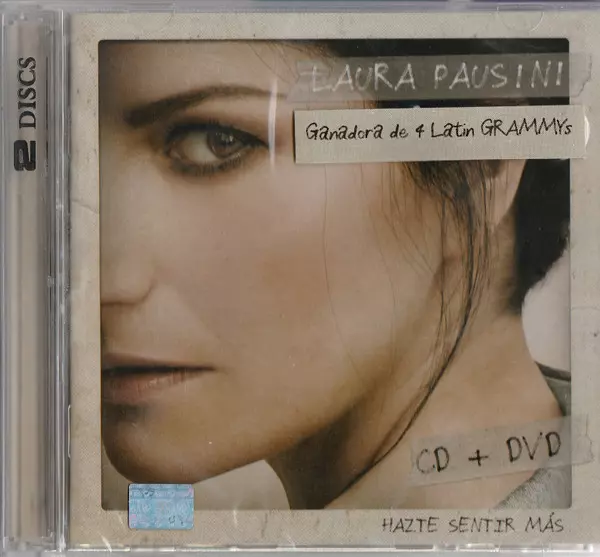 2 DISCS
LAURA PAUSINI
Ganadora de 4 Latin GRAMMYs
CD + DVD
HAZTE SENTIR MÁS